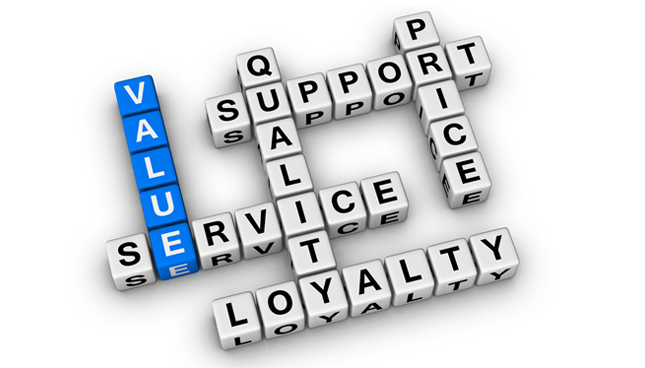 VALUE
QUALITY
SUPPORT
PRICE
SERVICE
LOYALTY